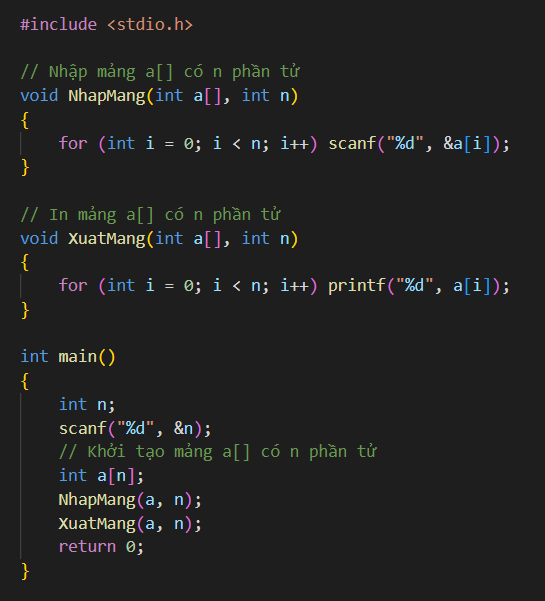 #include <stdio.h>
// Nhập mảng a[] có n phần tử
void NhapMang(int a[], int n)
{
    for (int i = 0; i < n; i++) scanf("%d", &a[i]);
}
// In mảng a[] có n phần tử
void XuatMang(int a[], int n)
{
    for (int i = 0; i < n; i++) printf("%d", a[i]);
}
int main()
{
    int n;
    scanf("%d", &n);
    // Khởi tạo mảng a[] có n phần tử
    int a[n];
    NhapMang(a, n);
    XuatMang(a, n);
    return 0;
}